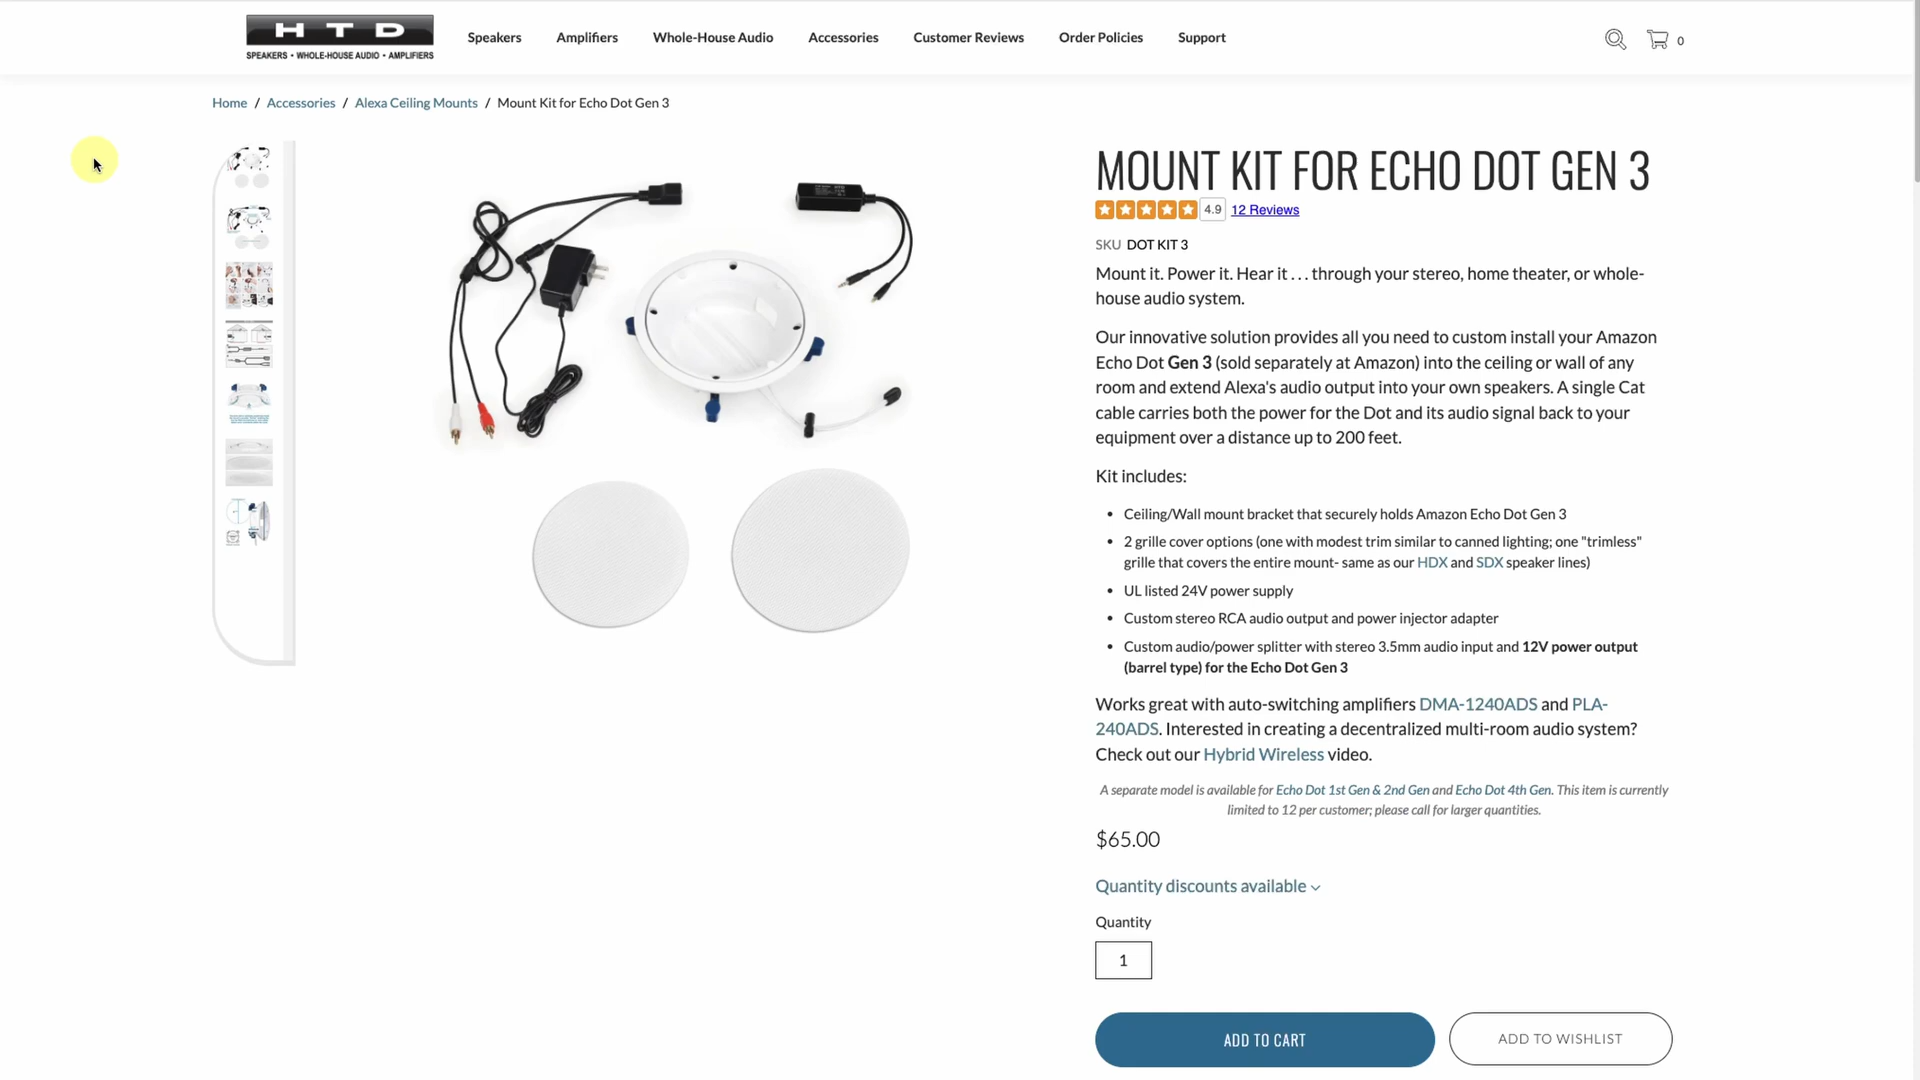 HTD
SPEAKERS • WHOLE-HOUSE AUDIO • AMPLIFIERS
Speakers
Amplifiers
Whole-House Audio
Accessories
Customer Reviews
Order Policies
Support
0
Home / Accessories / Alexa Ceiling Mounts / Mount Kit for Echo Dot Gen 3
MOUNT KIT FOR ECHO DOT GEN 3
4.9 12 Reviews
SKU DOT KIT 3
Mount it. Power it. Hear it . . . through your stereo, home theater, or whole-
house audio system.
Our innovative solution provides all you need to custom install your Amazon
Echo Dot Gen 3 (sold separately at Amazon) into the ceiling or wall of any
room and extend Alexa's audio output into your own speakers. A single Cat
cable carries both the power for the Dot and its audio signal back to your
equipment over a distance up to 200 feet.
Kit includes:
• Ceiling/Wall mount bracket that securely holds Amazon Echo Dot Gen 3
• 2 grille cover options (one with modest trim similar to canned lighting; one "trimless"
grille that covers the entire mount- same as our HDX and SDX speaker lines)
• UL listed 24V power supply
• Custom stereo RCA audio output and power injector adapter
• Custom audio/power splitter with stereo 3.5mm audio input and 12V power output
(barrel type) for the Echo Dot Gen 3
Works great with auto-switching amplifiers DMA-1240ADS and PLA-
240ADS. Interested in creating a decentralized multi-room audio system?
Check out our Hybrid Wireless video.
A separate model is available for Echo Dot 1st Gen & 2nd Gen and Echo Dot 4th Gen. This item is currently
limited to 12 per customer; please call for larger quantities.
$65.00
Quantity discounts available
Quantity
1
ADD TO CART
ADD TO WISHLIST